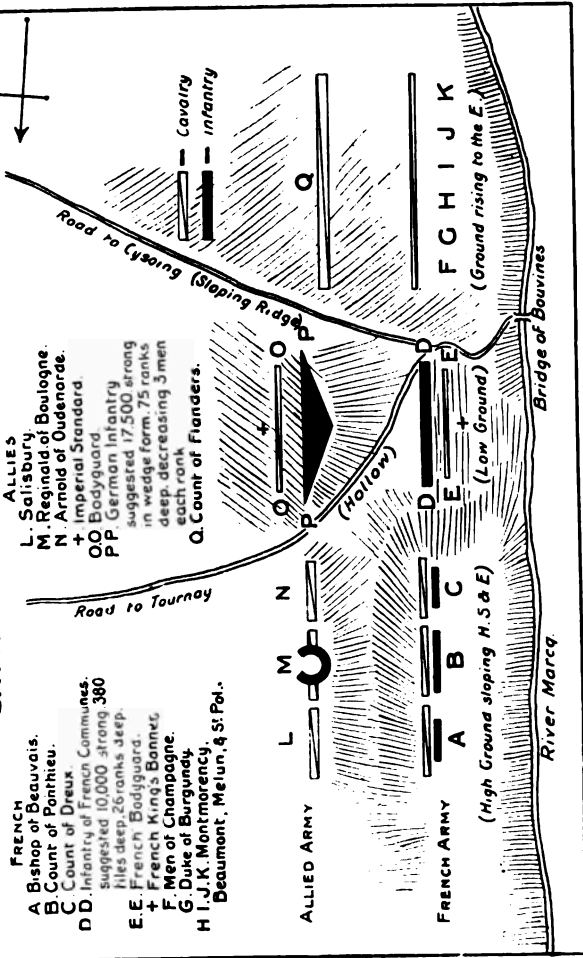 FRENCH
A Bishop of Beauvais.
B. Count of Ponthieu.
C Count of Dreux.
D D. Infantry of French Communes.
suggested 10,000 strong. 380
files deep, 26 ranks deep.
E.E. French Bodyguard.
+ French King's Banner.
F. Men of Champagne.
G. Duke of Burgundy.
H I. J. K. Montmorency,
Beaumont, Melun, & St Pol.
ALLIES
L. Salisbury.
M. Reginald of Boulogne.
N Arnold of Oudenarde.
+ Imperial Standard.
O.O Bodyguard.
P P. German Infantry
suggested 17,500 strong
in wedge form. 75 ranks
deep, decreasing 3 men
each rank
Q. Count of Flanders.
Cavalry
infantry
Road to Tournay
Road to Cysoing (Sloping Ridge)
ALLIED ARMY
L M N
O + O
P P
Q
(Hollow)
FRENCH ARMY
A B C
D D
E + E
F G H I J K
(High Ground sloping N. S & E)
(Low Ground)
(Ground rising to the E.)
River Marcq.
Bridge of Bouvines